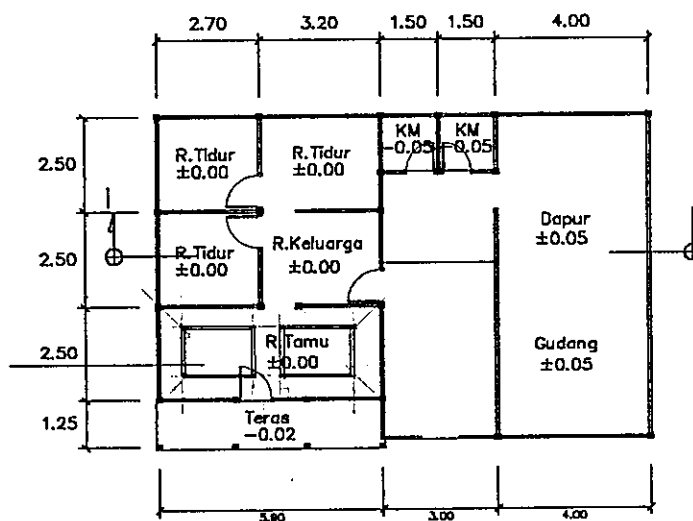 2.70 3.20 1.50 1.50 4.00
2.50
2.50
2.50
1.25
R.Tidur
±0.00
R.Tidur
±0.00
KM
-0.05
KM
-0.05
R.Tidur
±0.00
R.Keluarga
±0.00
Dapur
±0.05
R.Tamu
±0.00
Gudang
±0.05
Teras
-0.02
3.00 4.00